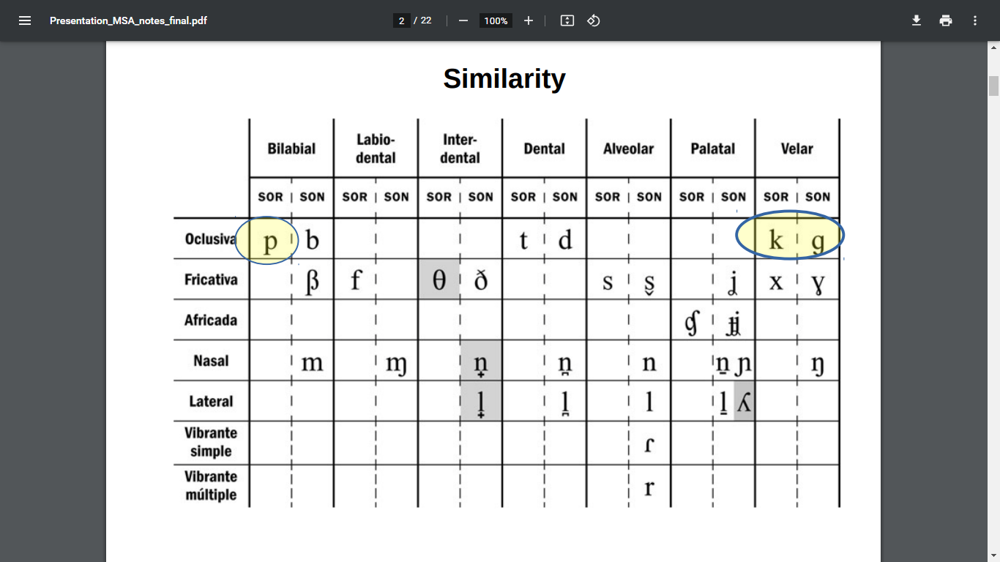 Presentation_MSA_notes_final.pdf 2 / 22 100%
Similarity
Bilabial Labio-dental Inter-dental Dental Alveolar Palatal Velar
SOR SON SOR SON SOR SON SOR SON SOR SON SOR SON SOR SON
Oclusiva p b t d k g
Fricativa β f θ ð s s̬ ʝ x ɣ
Africada
Nasal m ɱ n̟ n̪ n n̠ ɲ ŋ
Lateral l̟ l̪ l l̠ ʎ
Vibrante simple ɾ
Vibrante múltiple r